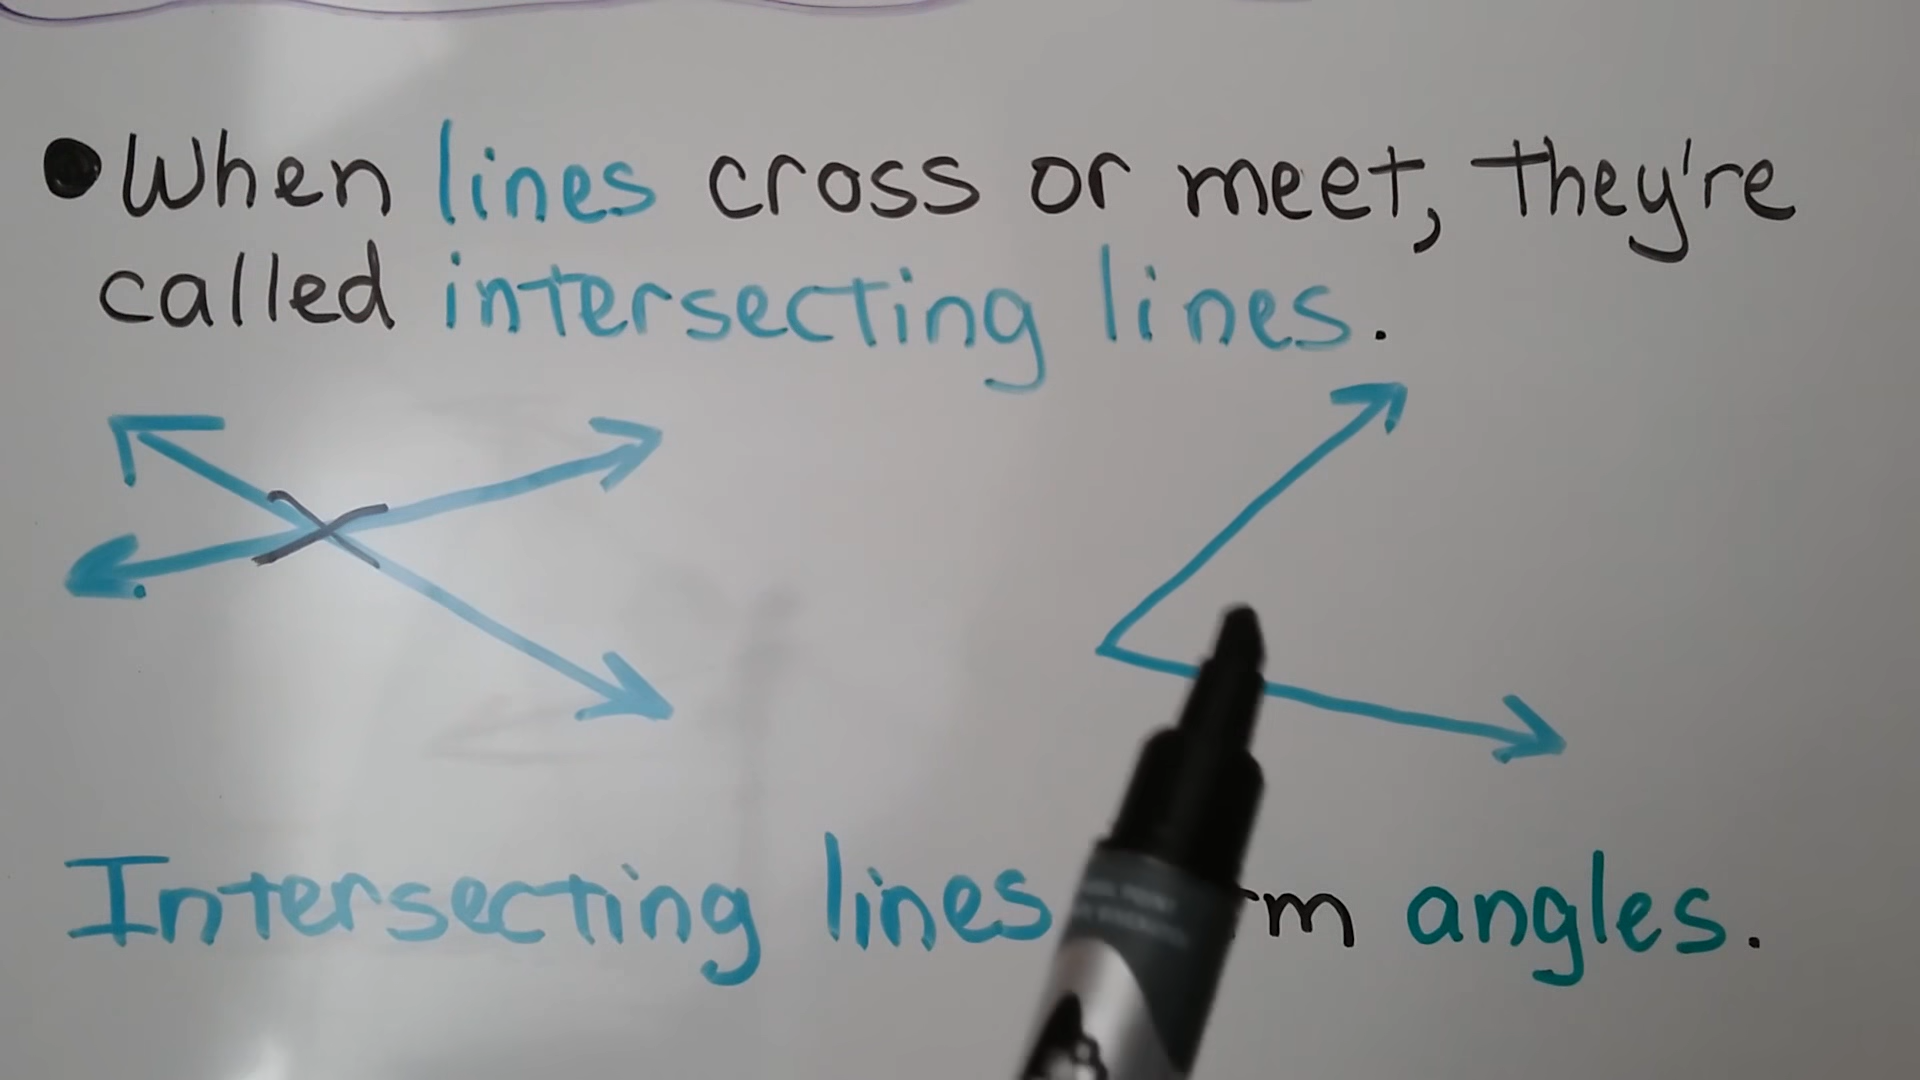 When lines cross or meet, they're
called intersecting lines.
Intersecting lines angles.